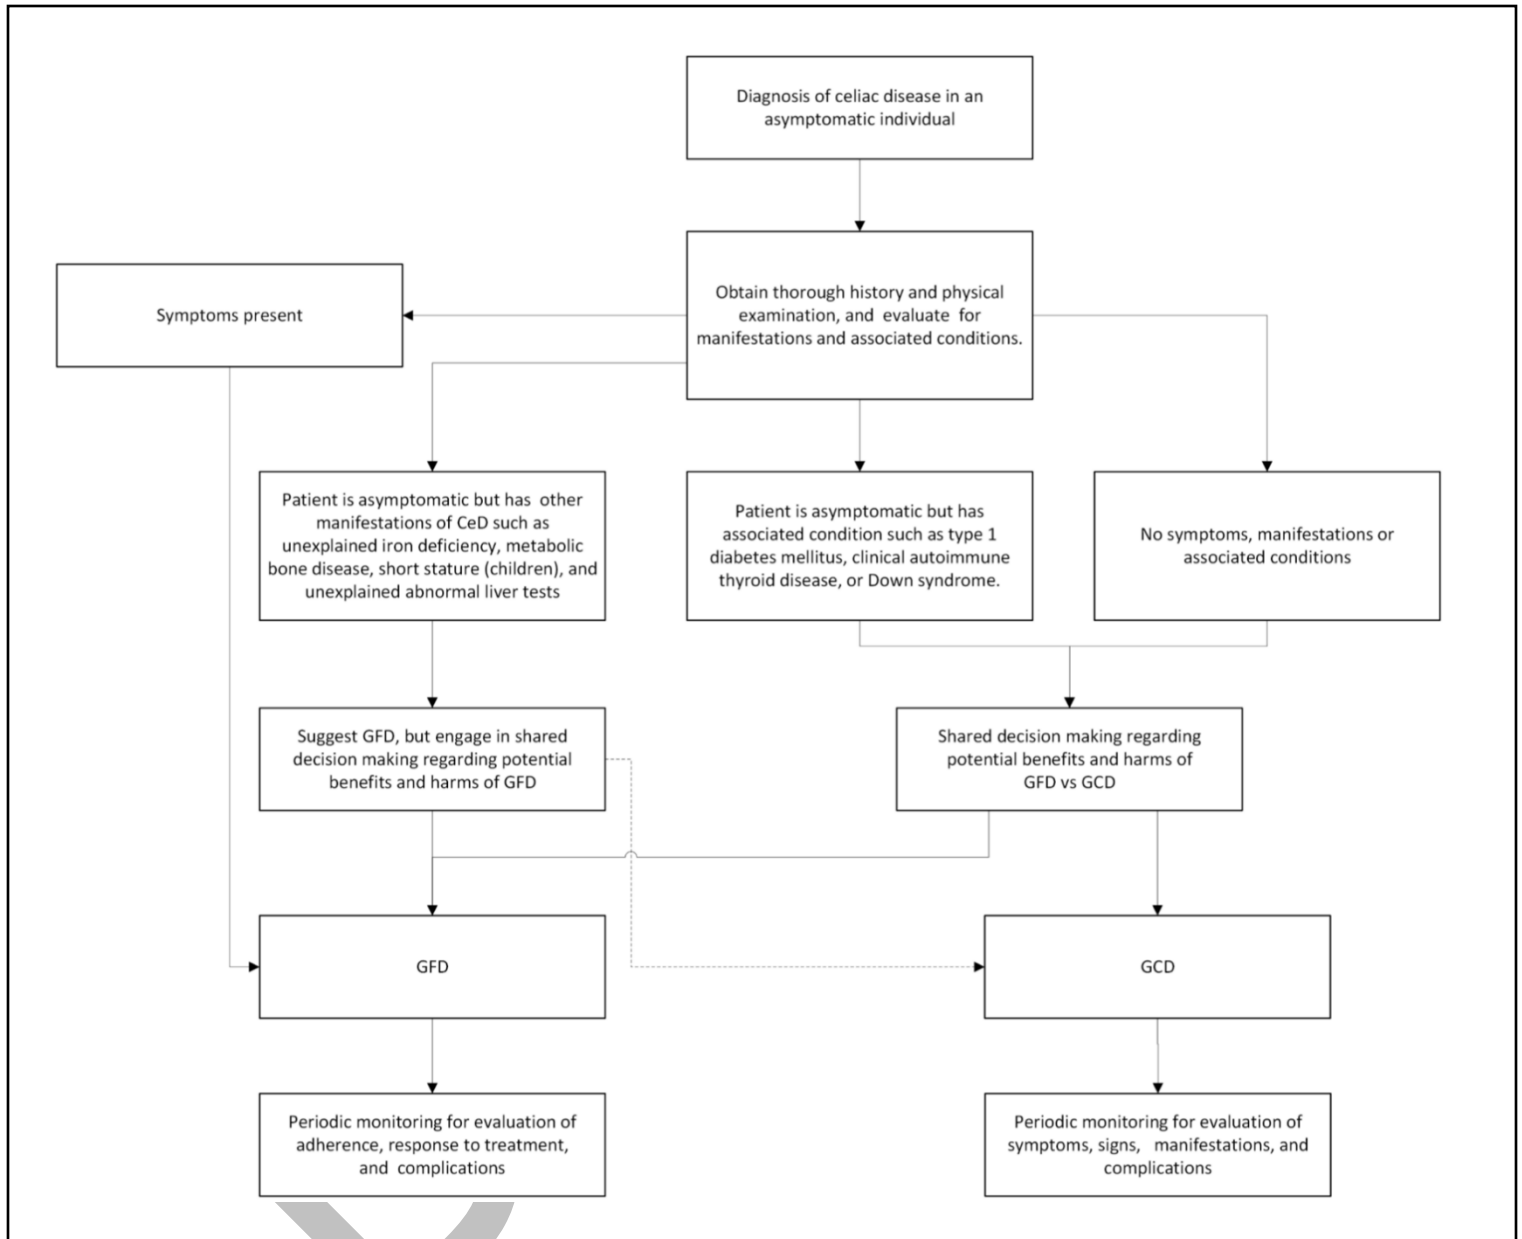 Diagnosis of celiac disease in an
asymptomatic individual
Obtain thorough history and physical
examination, and evaluate for
manifestations and associated conditions.
Symptoms present
Patient is asymptomatic but has other
manifestations of CeD such as
unexplained iron deficiency, metabolic
bone disease, short stature (children), and
unexplained abnormal liver tests
Patient is asymptomatic but has
associated condition such as type 1
diabetes mellitus, clinical autoimmune
thyroid disease, or Down syndrome.
No symptoms, manifestations or
associated conditions
Suggest GFD, but engage in shared
decision making regarding potential
benefits and harms of GFD
Shared decision making regarding
potential benefits and harms of
GFD vs GCD
GFD
GCD
Periodic monitoring for evaluation of
adherence, response to treatment,
and complications
Periodic monitoring for evaluation of
symptoms, signs, manifestations, and
complications